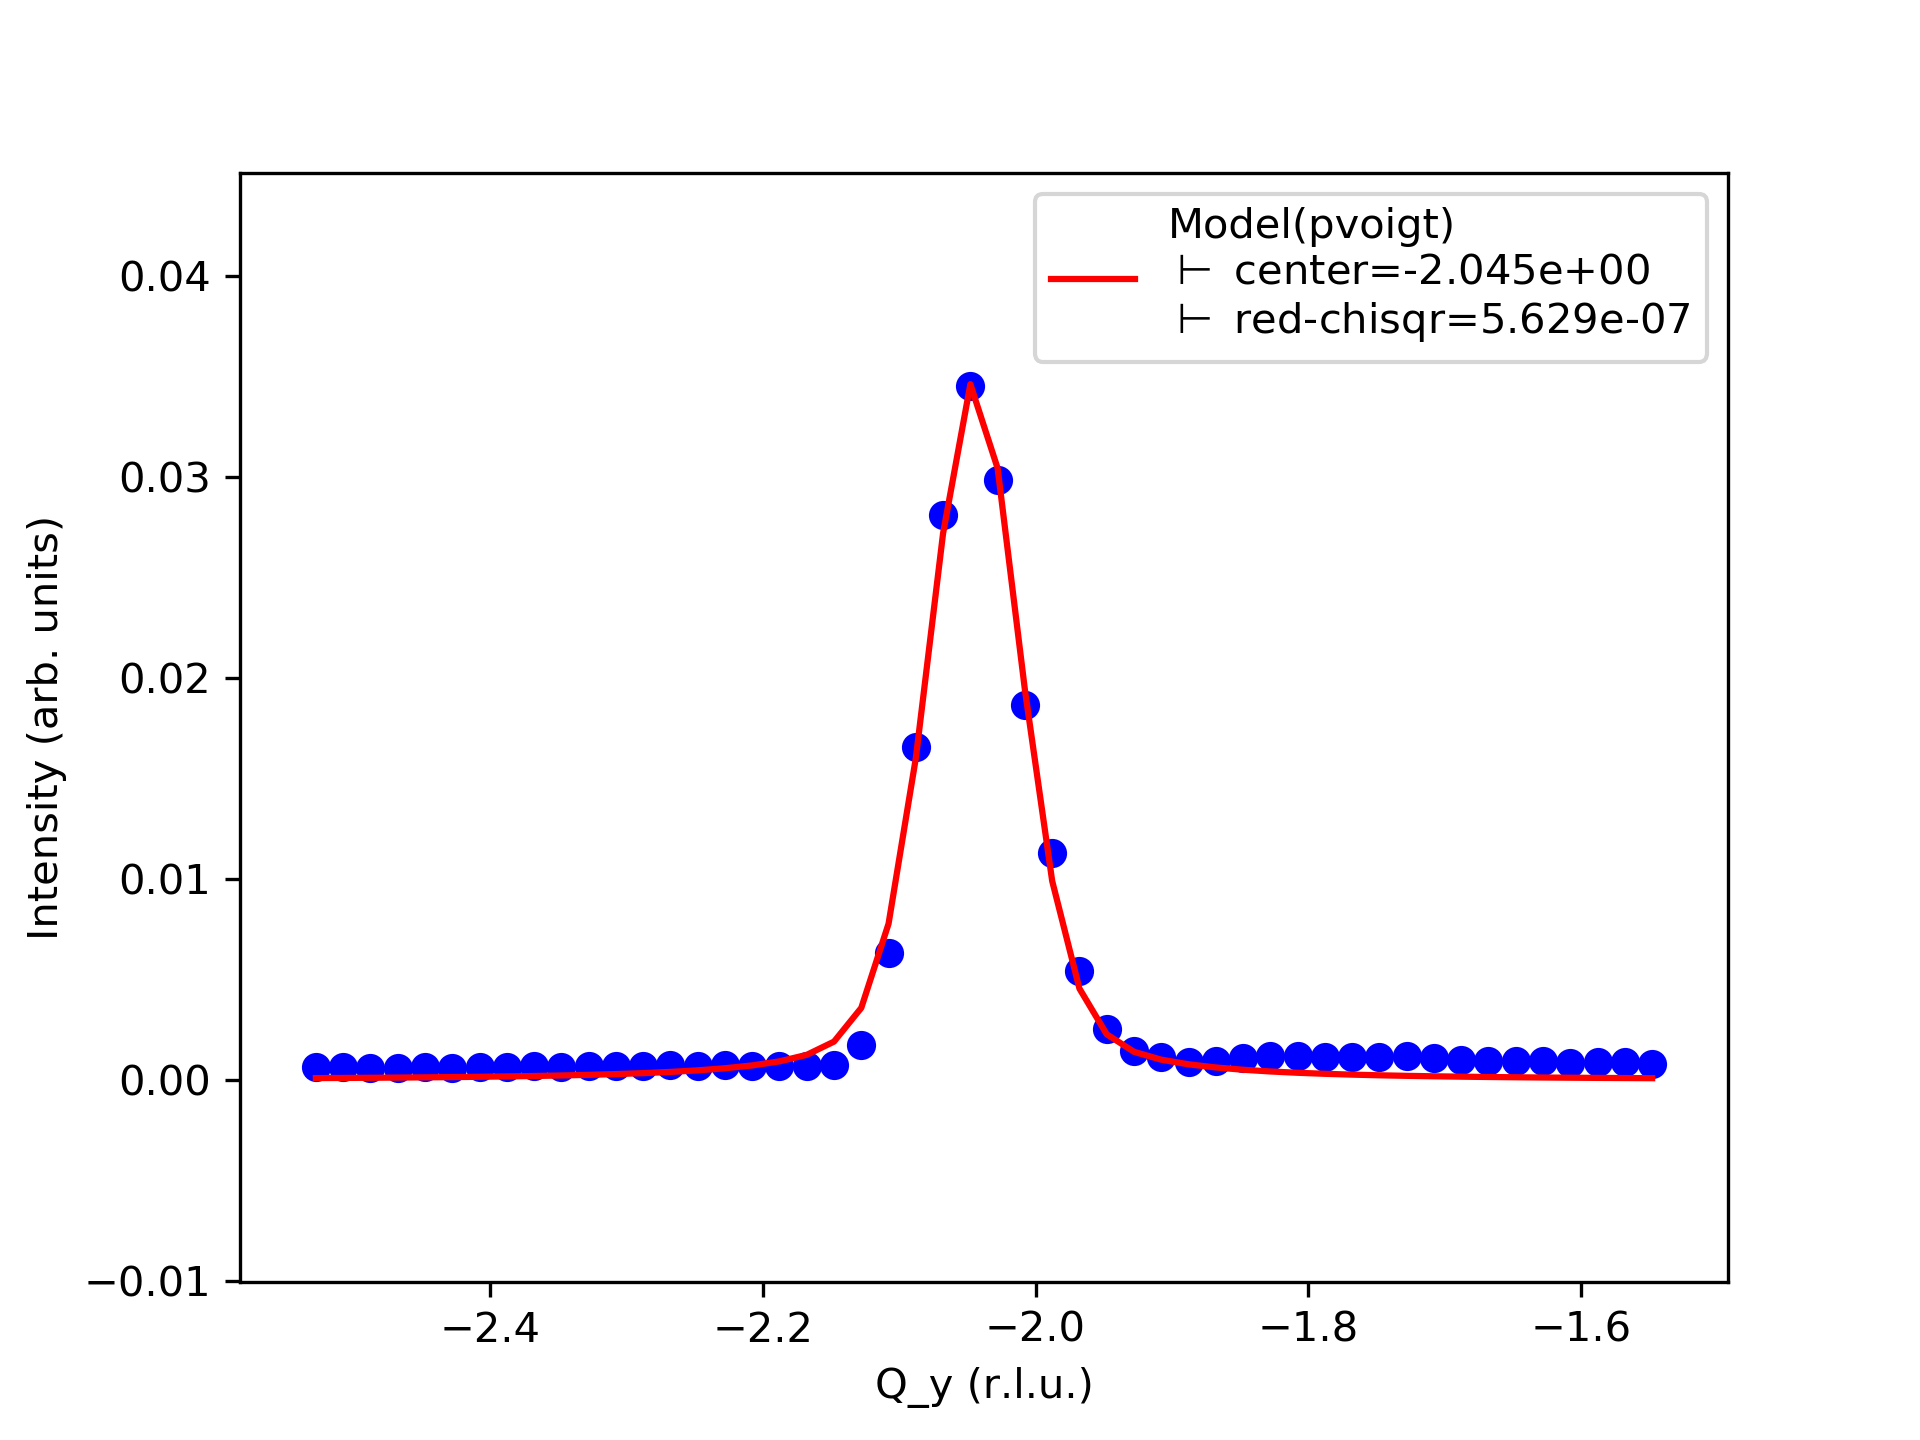 Model(pvoigt)
⊢ center=-2.045e+00
⊢ red-chisqr=5.629e-07
0.04
0.03
0.02
0.01
0.00
−0.01
Intensity (arb. units)
−2.4 −2.2 −2.0 −1.8 −1.6
Q_y (r.l.u.)